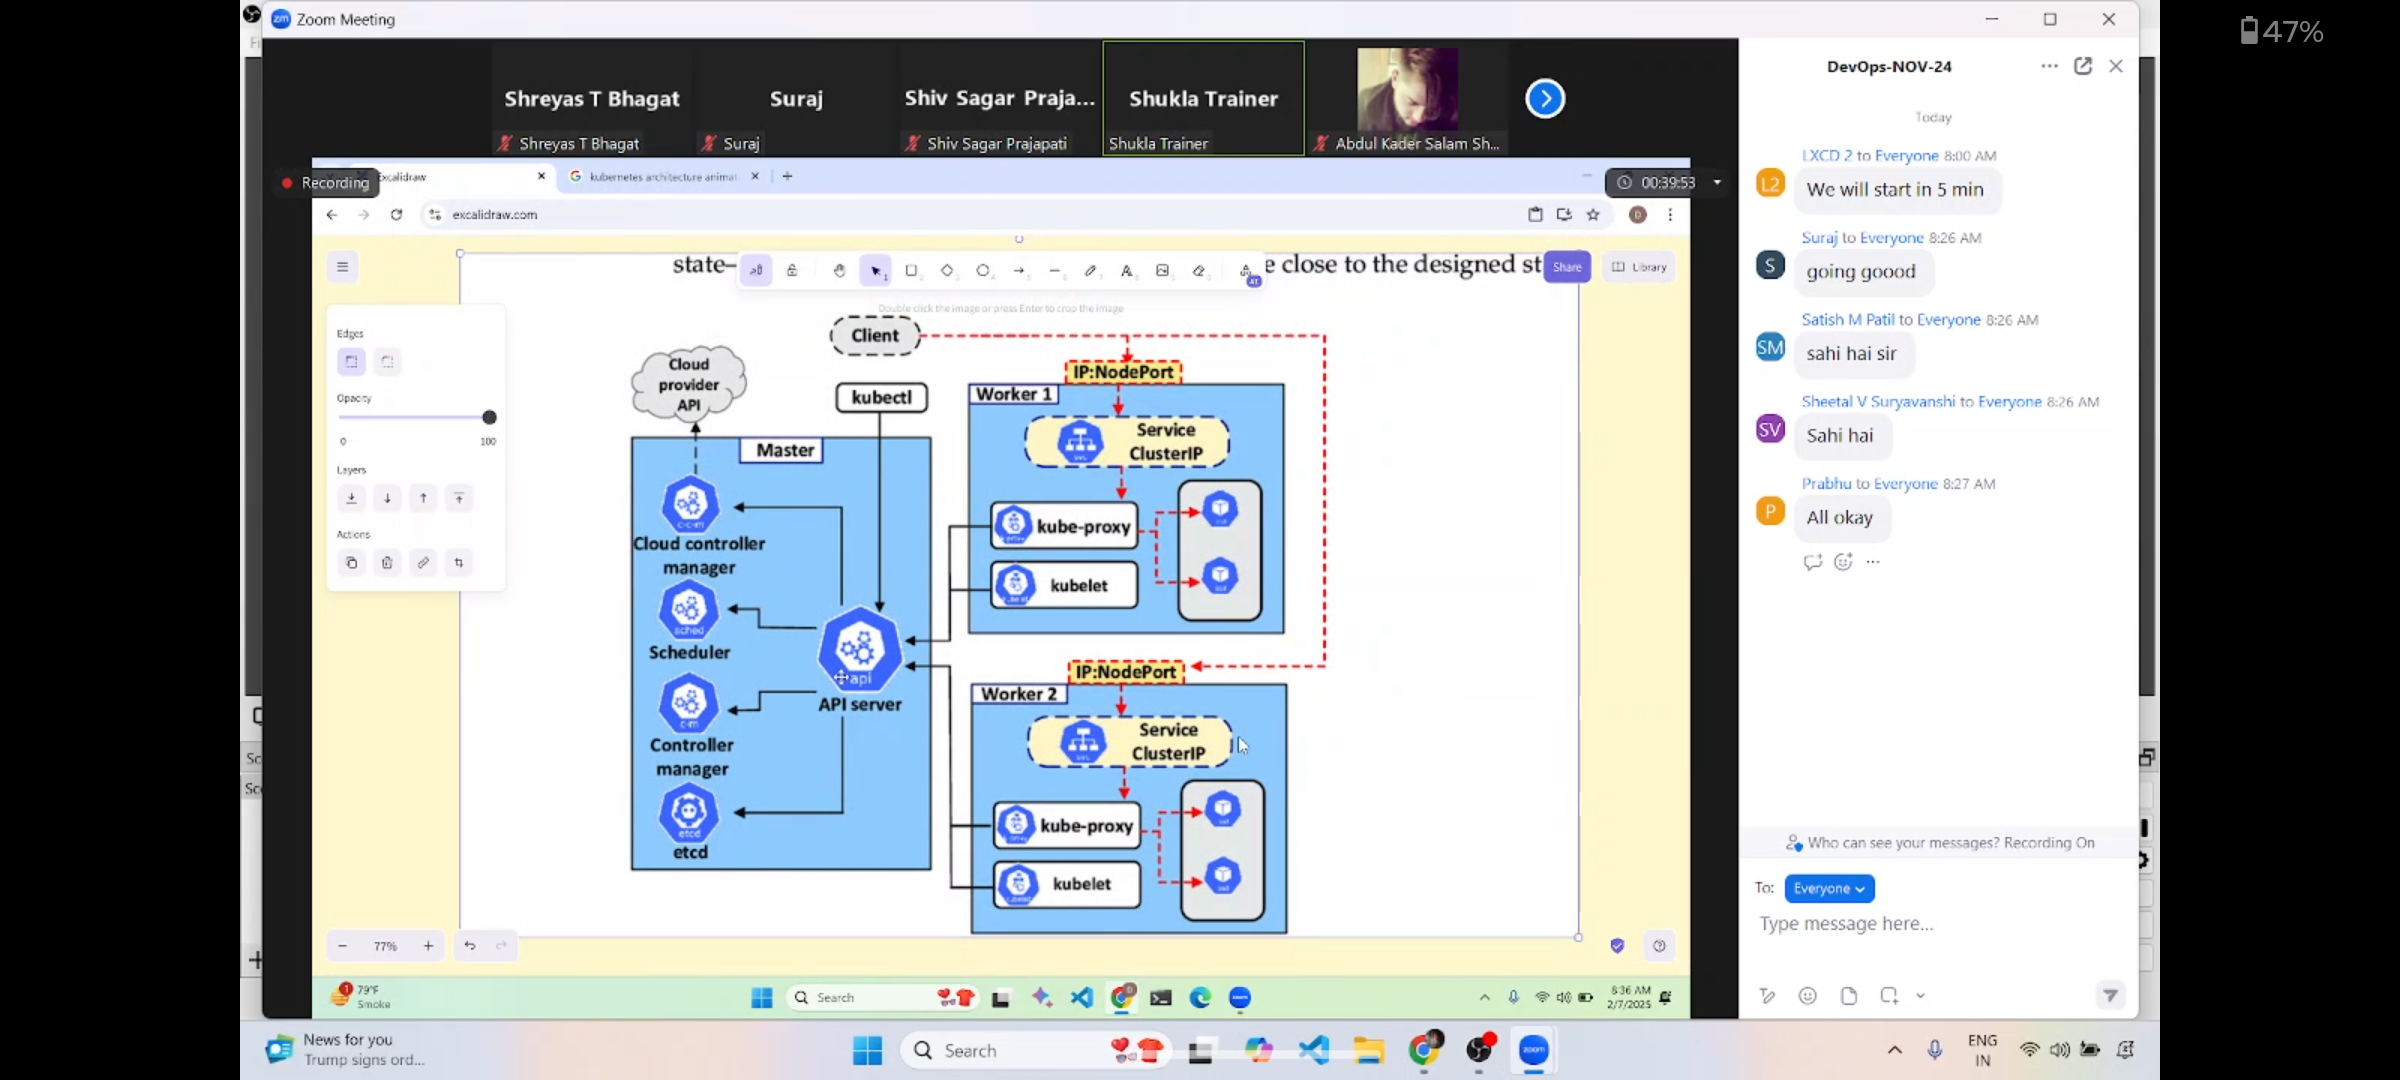 47%
Zoom Meeting
Shreyas T Bhagat
Suraj
Shiv Sagar Praja...
Shukla Trainer
Shreyas T Bhagat
Suraj
Shiv Sagar Prajapati
Shukla Trainer
Abdul Kader Salam Sh...
Recording
Excalidraw
kubernetes architecture animat
00:39:53
excalidraw.com
state–
e close to the designed st
Share
Library
Double click the image or press Enter to crop the image
Edges
Opacity
0
100
Layers
Actions
Client
Cloud
provider
API
kubectl
Master
c-c-m
Cloud controller
manager
sched
Scheduler
c-m
Controller
manager
etcd
etcd
api
API server
IP:NodePort
Worker 1
Service
ClusterIP
kube-proxy
kubelet
IP:NodePort
Worker 2
Service
ClusterIP
kube-proxy
kubelet
77%
79°F
Smoke
Search
8:36 AM
2/7/2025
DevOps-NOV-24
Today
LXCD 2 to Everyone 8:00 AM
L2
We will start in 5 min
Suraj to Everyone 8:26 AM
S
going goood
Satish M Patil to Everyone 8:26 AM
SM
sahi hai sir
Sheetal V Suryavanshi to Everyone 8:26 AM
SV
Sahi hai
Prabhu to Everyone 8:27 AM
P
All okay
Who can see your messages? Recording On
To: Everyone
Type message here...
News for you
Trump signs ord...
Search
zoom
ENG
IN